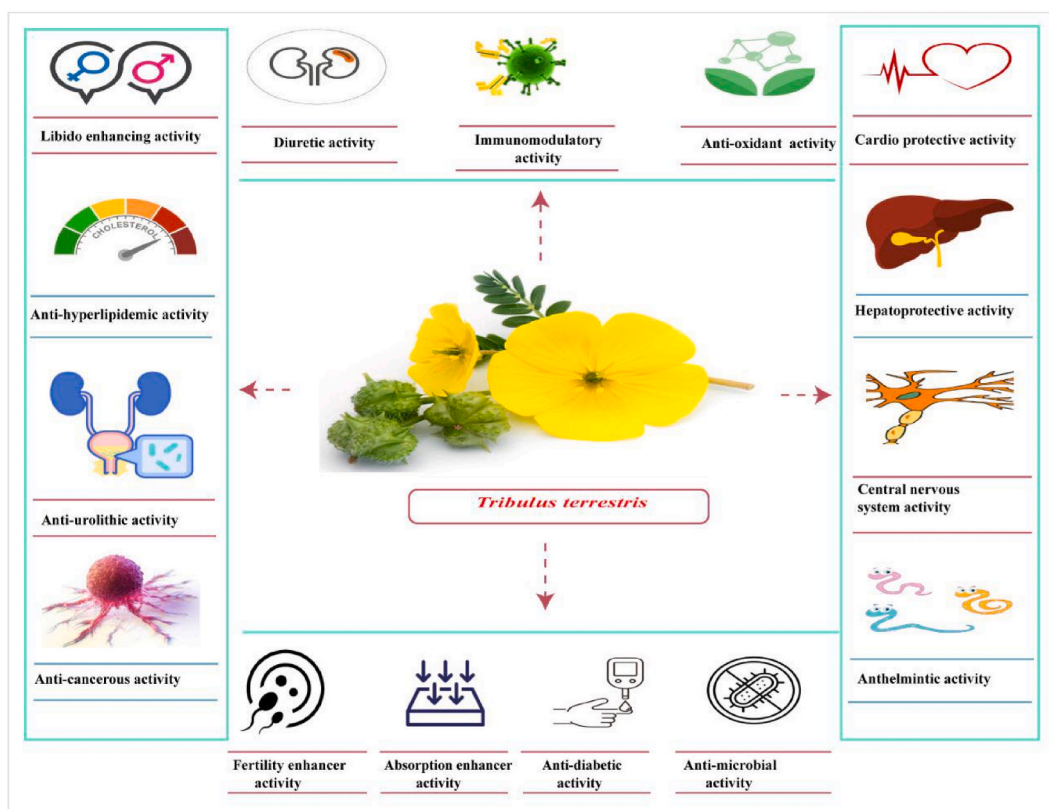 Libido enhancing activity
Diuretic activity
Immunomodulatory
activity
Anti-oxidant activity
Cardio protective activity
CHOLESTEROL
Anti-hyperlipidemic activity
Hepatoprotective activity
Anti-urolithic activity
Tribulus terrestris
Central nervous
system activity
Anti-cancerous activity
Anthelmintic activity
Fertility enhancer
activity
Absorption enhancer
activity
Anti-diabetic
activity
Anti-microbial
activity